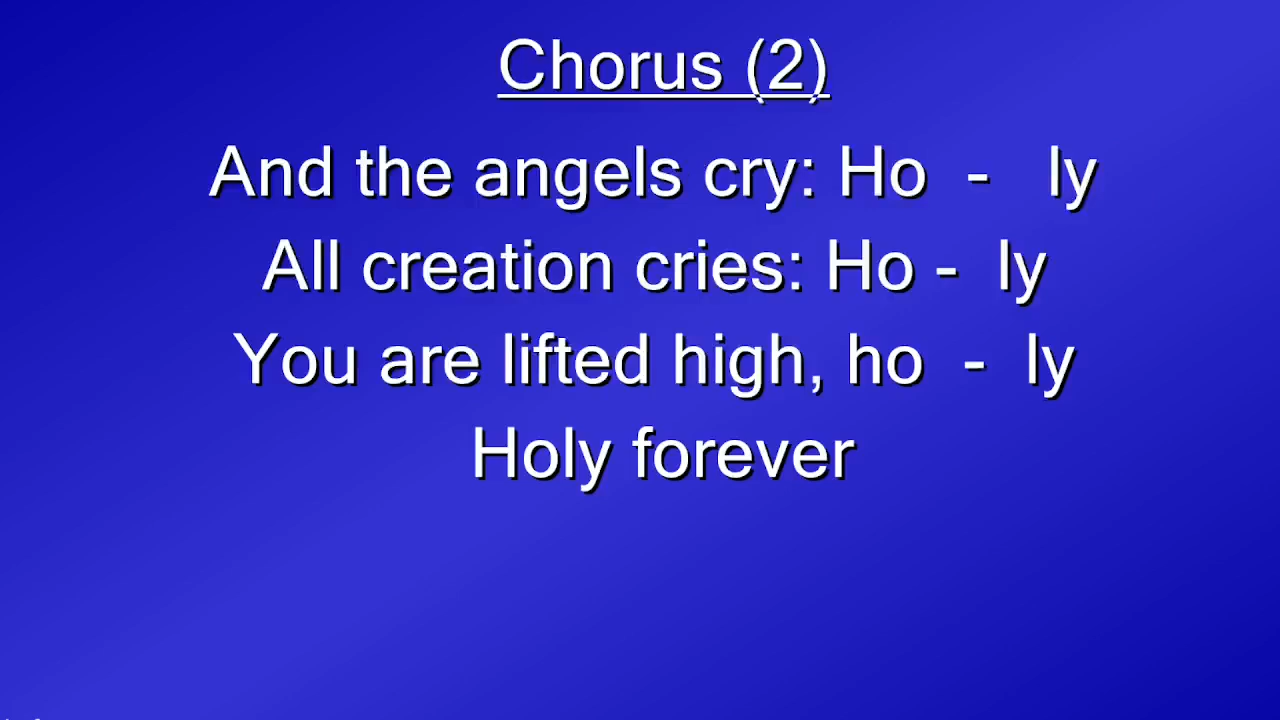 Chorus (2)
And the angels cry: Ho - ly
All creation cries: Ho - ly
You are lifted high, ho - ly
Holy forever